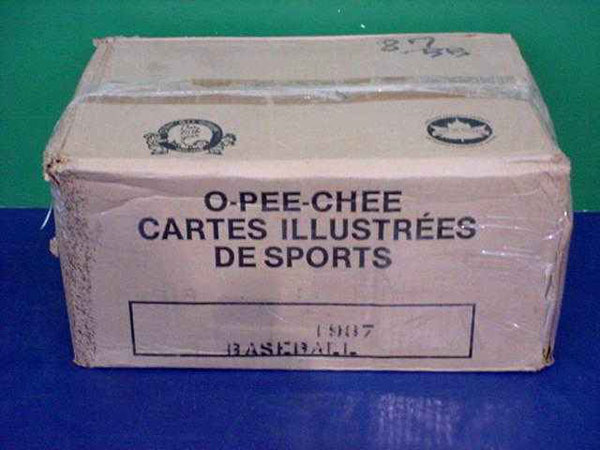 O-PEE-CHEE
CARTES ILLUSTRÉES
DE SPORTS
1987
BASEBALL